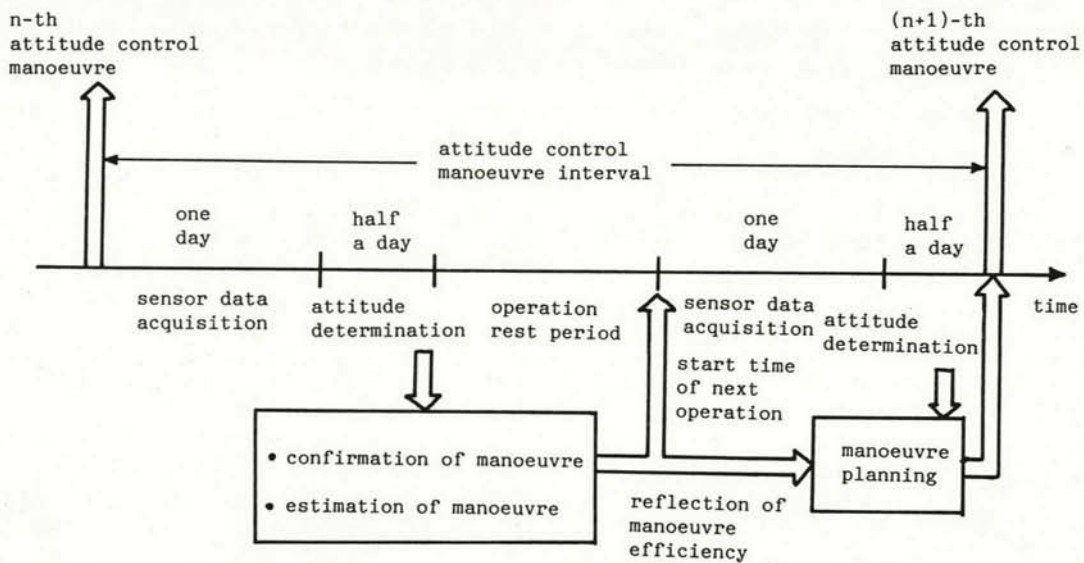 n-th
attitude control
manoeuvre
(n+1)-th
attitude control
manoeuvre
attitude control
manoeuvre interval
one
day
half
a day
one
day
half
a day
sensor data
acquisition
attitude
determination
operation
rest period
sensor data
acquisition
attitude
determination
time
start time
of next
operation
• confirmation of manoeuvre
• estimation of manoeuvre
reflection of
manoeuvre
efficiency
manoeuvre
planning